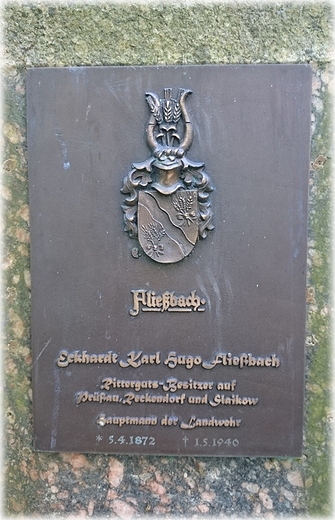 Fließbach.
Eckhardt Karl Hugo Fließbach
Ritterguts-Besitzer auf
Prüßau, Reckendorf und Slaikow
Hauptmann der Landwehr
* 5.4.1872 † 1.5.1940